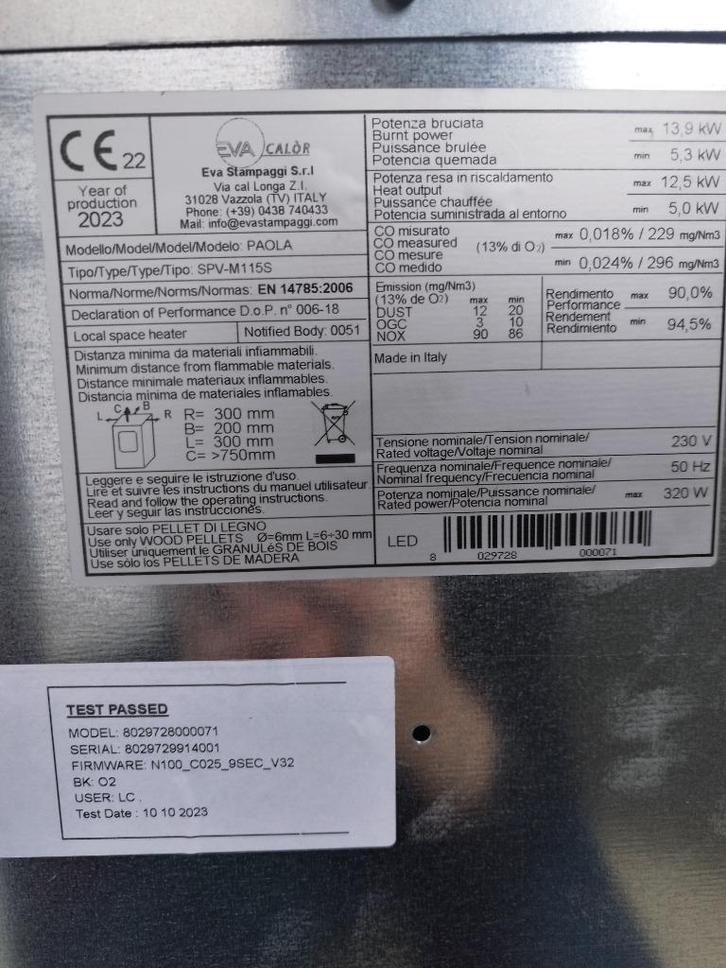 CE 22
Year of
production
2023
EVA CALÒR
Eva Stampaggi S.r.l
Via cal Longa Z.I.
31028 Vazzola (TV) ITALY
Phone: (+39) 0438 740433
Mail: info@evastampaggi.com
Modello/Model/Model/Modelo: PAOLA
Tipo/Type/Type/Tipo: SPV-M115S
Norma/Norme/Norms/Normas: EN 14785:2006
Declaration of Performance D.o.P. n° 006-18
Local space heater
Notified Body: 0051
Distanza minima da materiali infiammabili.
Minimum distance from flammable materials.
Distance minimale materiaux inflammables.
Distancia minima de materiales inflamables.
L C B R
R= 300 mm
B= 200 mm
L= 300 mm
C= >750mm
Leggere e seguire le istruzione d'uso.
Lire et suivre les instructions du manuel utilisateur
Read and follow the operating instructions.
Leer y seguir las instrucciones.
Usare solo PELLET DI LEGNO
Use only WOOD PELLETS Ø=6mm L=6÷30 mm
Utiliser uniquement le GRANULéS DE BOIS
Use sólo los PELLETS DE MADERA
Potenza bruciata
Burnt power
Puissance brulée
Potencia quemada
max 13,9 kW
min 5,3 kW
Potenza resa in riscaldamento
Heat output
Puissance chauffée
Potencia suministrada al entorno
max 12,5 kW
min 5,0 kW
CO misurato
CO measured
CO mesure
CO medido
(13% di O2)
max 0,018% / 229 mg/Nm3
min 0,024% / 296 mg/Nm3
Emission (mg/Nm3)
(13% de O2) max min
DUST 12 20
OGC 3 10
NOX 90 86
Rendimento
Performance
Rendement
Rendimiento
max 90,0%
min 94,5%
Made in Italy
Tensione nominale/Tension nominale/
Rated voltage/Voltaje nominal
230 V
Frequenza nominale/Frequence nominale/
Nominal frequency/Frecuencia nominal
50 Hz
Potenza nominale/Puissance nominale/
Rated power/Potencia nominal
max 320 W
LED
8 029728 000071
TEST PASSED
MODEL: 8029728000071
SERIAL: 8029729914001
FIRMWARE: N100_C025_9SEC_V32
BK: O2
USER: LC .
Test Date : 10 10 2023